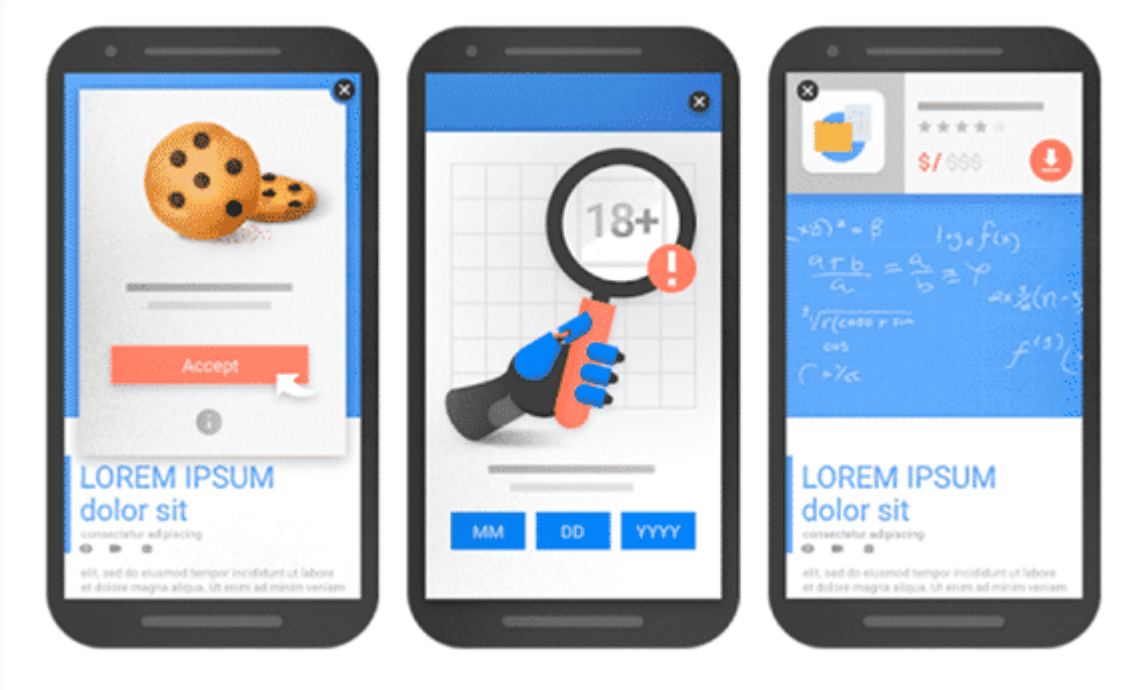 Accept
LOREM IPSUM
dolor sit
consectetur adipiscing
elit, sed do eiusmod tempor incididunt ut labore
et dolore magna aliqua. Ut enim ad minim veniam
18+
!
MM DD YYYY
$/ $$$
a+b
a
=
a
b
cos
LOREM IPSUM
dolor sit
consectetur adipiscing
elit, sed do eiusmod tempor incididunt ut labore
et dolore magna aliqua. Ut enim ad minim veniam